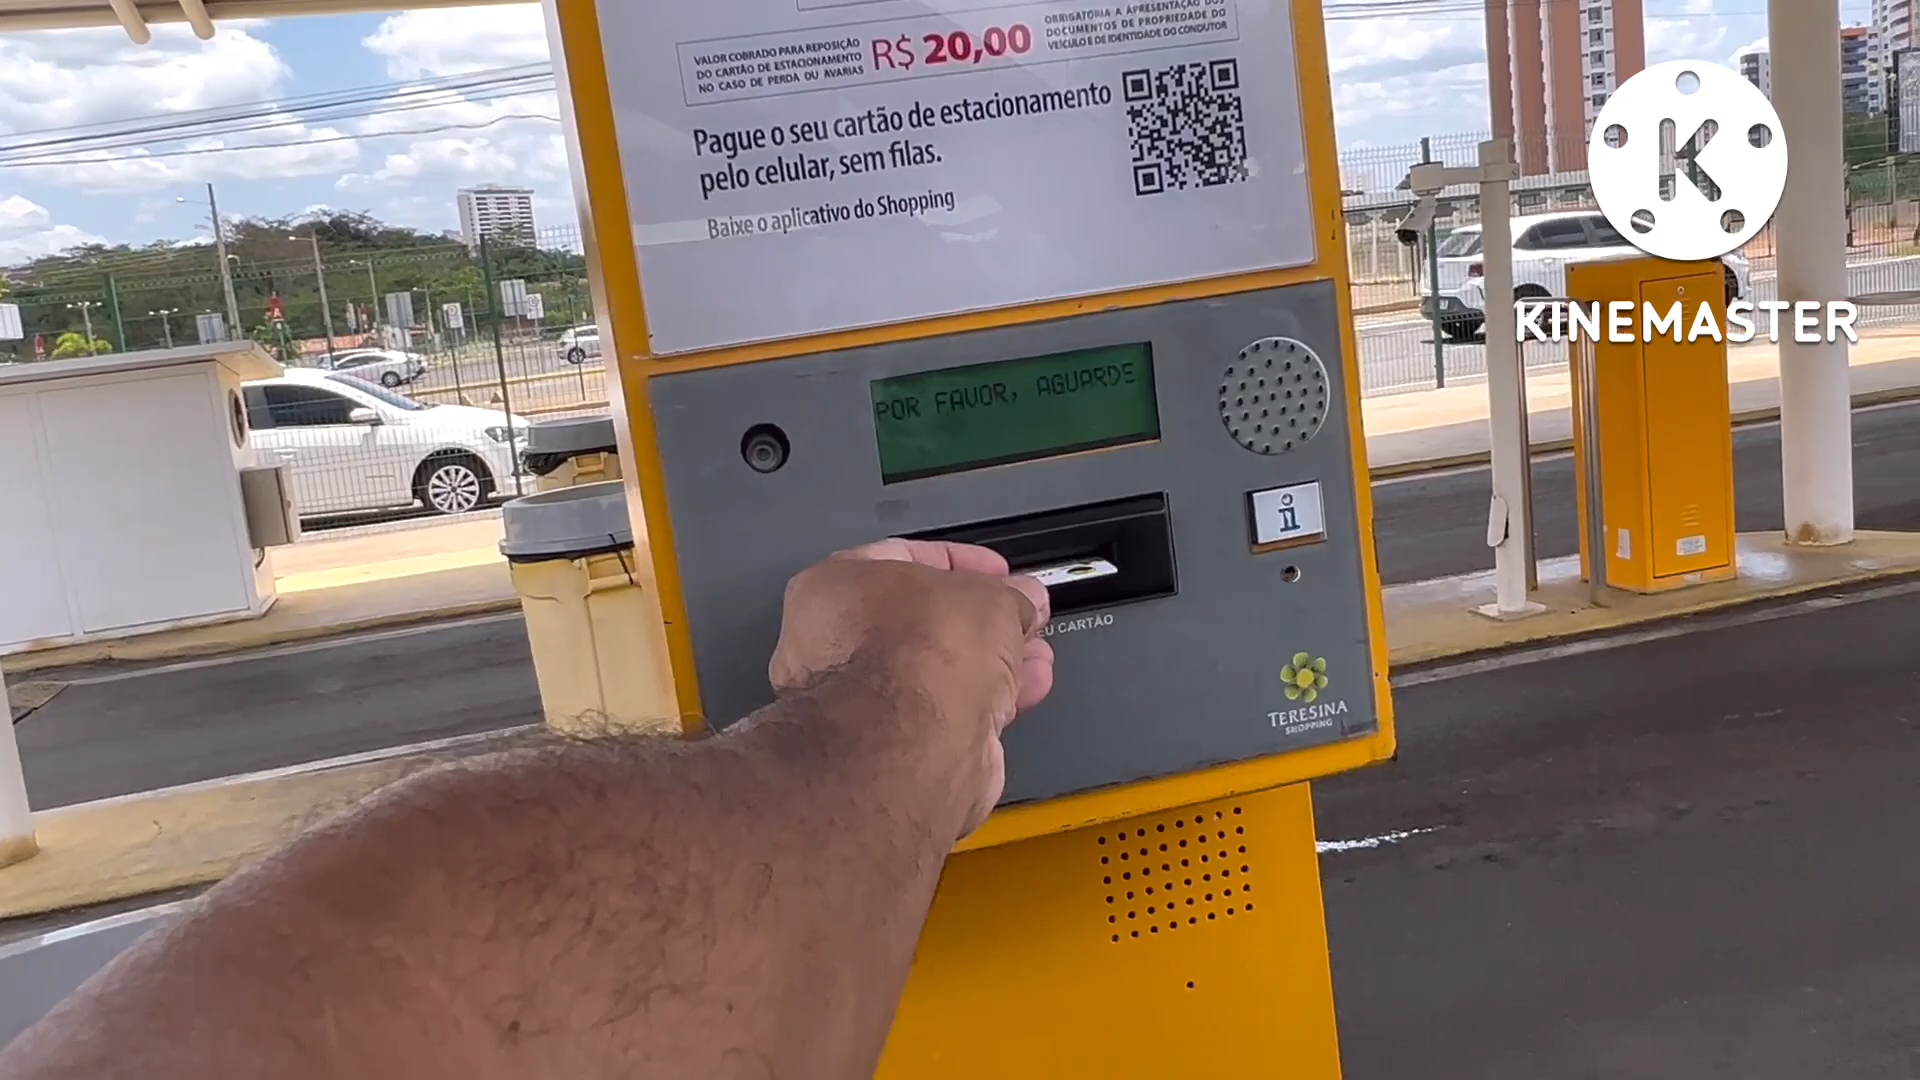 VALOR COBRADO PARA REPOSIÇÃO
DO CARTÃO DE ESTACIONAMENTO
NO CASO DE PERDA OU AVARIAS
R$ 20,00
OBRIGATÓRIA A APRESENTAÇÃO DOS
DOCUMENTOS DE PROPRIEDADE DO
VEÍCULO E DE IDENTIDADE DO CONDUTOR
Pague o seu cartão de estacionamento
pelo celular, sem filas.
Baixe o aplicativo do Shopping
POR FAVOR, AGUARDE
i
EU CARTÃO
TERESINA
SHOPPING
K
KINEMASTER